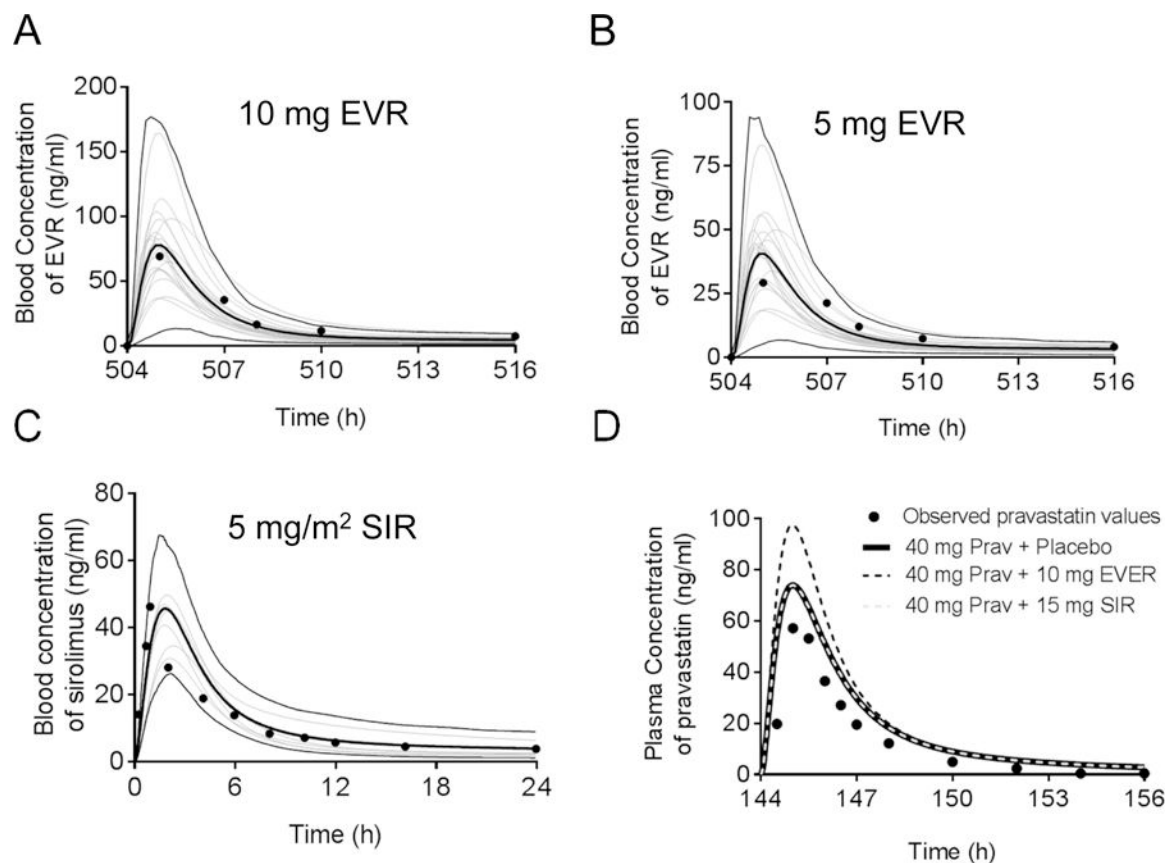 A
B
10 mg EVR
5 mg EVR
Blood Concentration
of EVR (ng/ml)
200
150
100
50
0
504
507
510
513
516
Time (h)
Blood Concentration
of EVR (ng/ml)
100
75
50
25
0
504
507
510
513
516
Time (h)
C
D
5 mg/m² SIR
Blood concentration
of sirolimus (ng/ml)
80
60
40
20
0
0
6
12
18
24
Time (h)
Plasma Concentration
of pravastatin (ng/ml)
100
80
60
40
20
0
144
147
150
153
156
Time (h)
Observed pravastatin values
40 mg Prav + Placebo
40 mg Prav + 10 mg EVER
40 mg Prav + 15 mg SIR